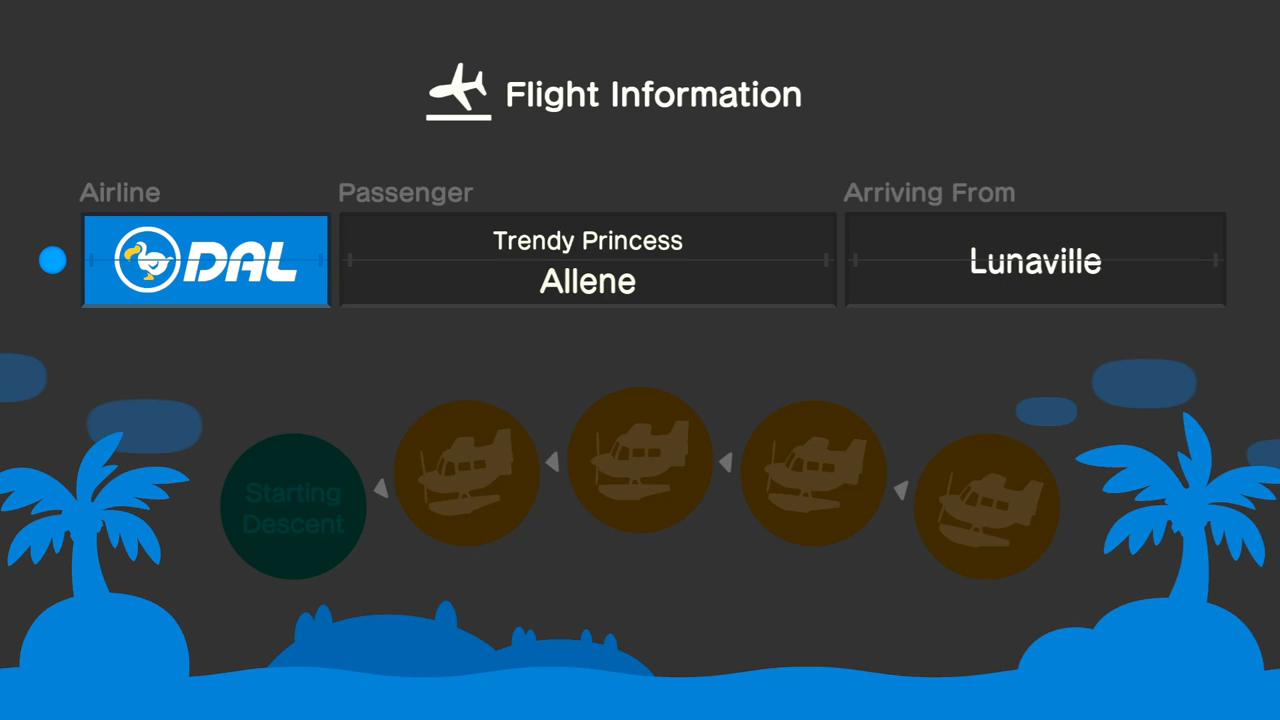 Flight Information
Airline
Passenger
Arriving From
DAL
Trendy Princess
Allene
Lunaville
Starting
Descent